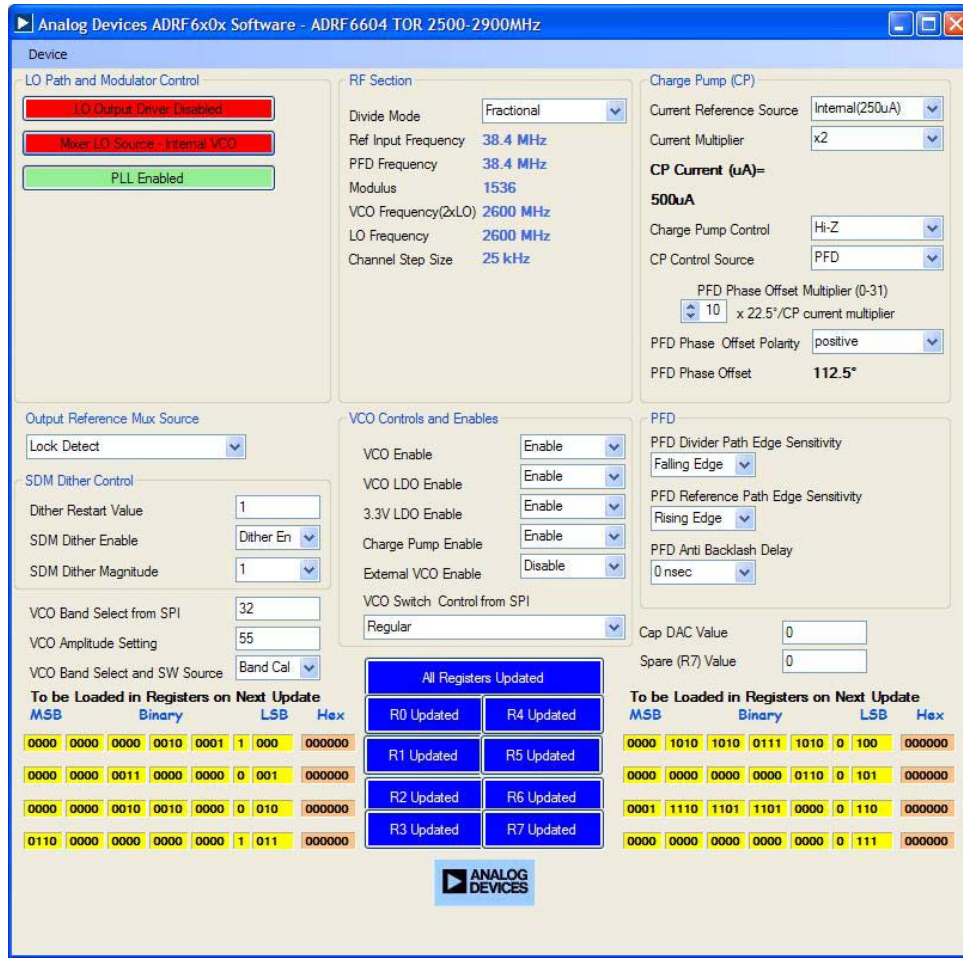 Analog Devices ADRF6x0x Software - ADRF6604 TOR 2500-2900MHz
Device
LO Path and Modulator Control
LO Output Driver Disabled
Mixer LO Source - Internal VCO
PLL Enabled
RF Section
Divide Mode Fractional
Ref Input Frequency 38.4 MHz
PFD Frequency 38.4 MHz
Modulus 1536
VCO Frequency(2xLO) 2600 MHz
LO Frequency 2600 MHz
Channel Step Size 25 kHz
Charge Pump (CP)
Current Reference Source Internal(250uA)
Current Multiplier x2
CP Current (uA)=
500uA
Charge Pump Control Hi-Z
CP Control Source PFD
PFD Phase Offset Multiplier (0-31)
10 x 22.5°/CP current multiplier
PFD Phase Offset Polarity positive
PFD Phase Offset 112.5°
Output Reference Mux Source
Lock Detect
SDM Dither Control
Dither Restart Value 1
SDM Dither Enable Dither En
SDM Dither Magnitude 1
VCO Band Select from SPI 32
VCO Amplitude Setting 55
VCO Band Select and SW Source Band Cal
VCO Controls and Enables
VCO Enable Enable
VCO LDO Enable Enable
3.3V LDO Enable Enable
Charge Pump Enable Enable
External VCO Enable Disable
VCO Switch Control from SPI
Regular
PFD
PFD Divider Path Edge Sensitivity
Falling Edge
PFD Reference Path Edge Sensitivity
Rising Edge
PFD Anti Backlash Delay
0 nsec
Cap DAC Value 0
Spare (R7) Value 0
To be Loaded in Registers on Next Update
MSB Binary LSB Hex
0000 0000 0000 0010 0001 1 000 000000
0000 0000 0011 0000 0000 0 001 000000
0000 0000 0010 0010 0000 0 010 000000
0110 0000 0000 0000 0000 1 011 000000
All Registers Updated
R0 Updated R4 Updated
R1 Updated R5 Updated
R2 Updated R6 Updated
R3 Updated R7 Updated
To be Loaded in Registers on Next Update
MSB Binary LSB Hex
0000 1010 1010 0111 1010 0 100 000000
0000 0000 0000 0000 0110 0 101 000000
0001 1110 1101 1101 0000 0 110 000000
0000 0000 0000 0000 0000 0 111 000000
ANALOG
DEVICES